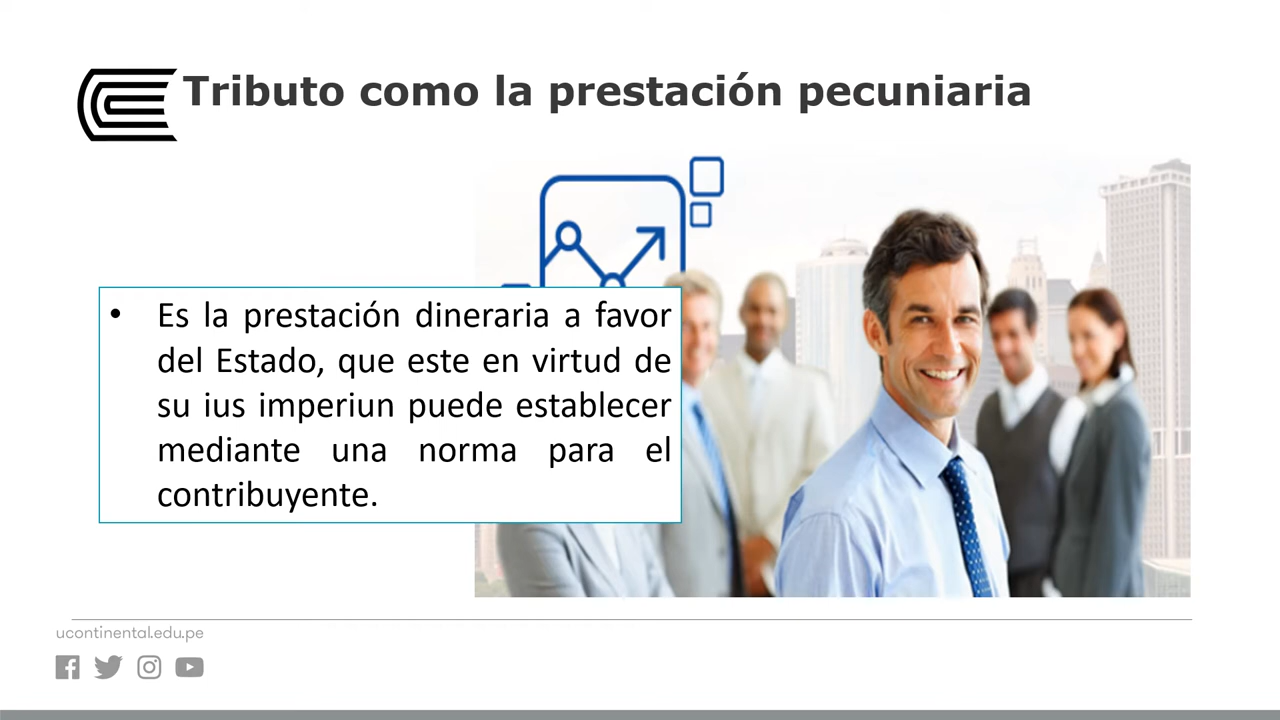 Tributo como la prestación pecuniaria
• Es la prestación dineraria a favor
del Estado, que este en virtud de
su ius imperiun puede establecer
mediante una norma para el
contribuyente.
ucontinental.edu.pe